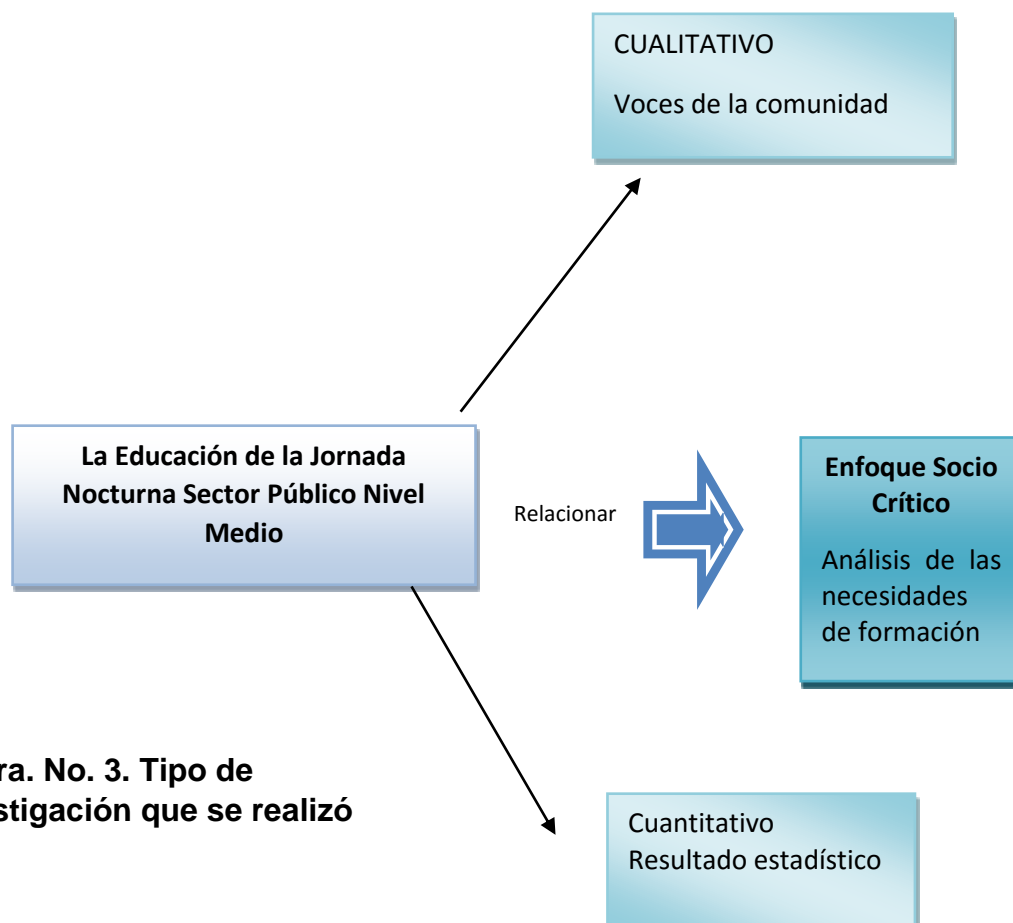 CUALITATIVO
Voces de la comunidad
La Educación de la Jornada
Nocturna Sector Público Nivel
Medio
Relacionar
Enfoque Socio
Crítico
Análisis de las
necesidades
de formación
ra. No. 3. Tipo de
stigación que se realizó
Cuantitativo
Resultado estadístico